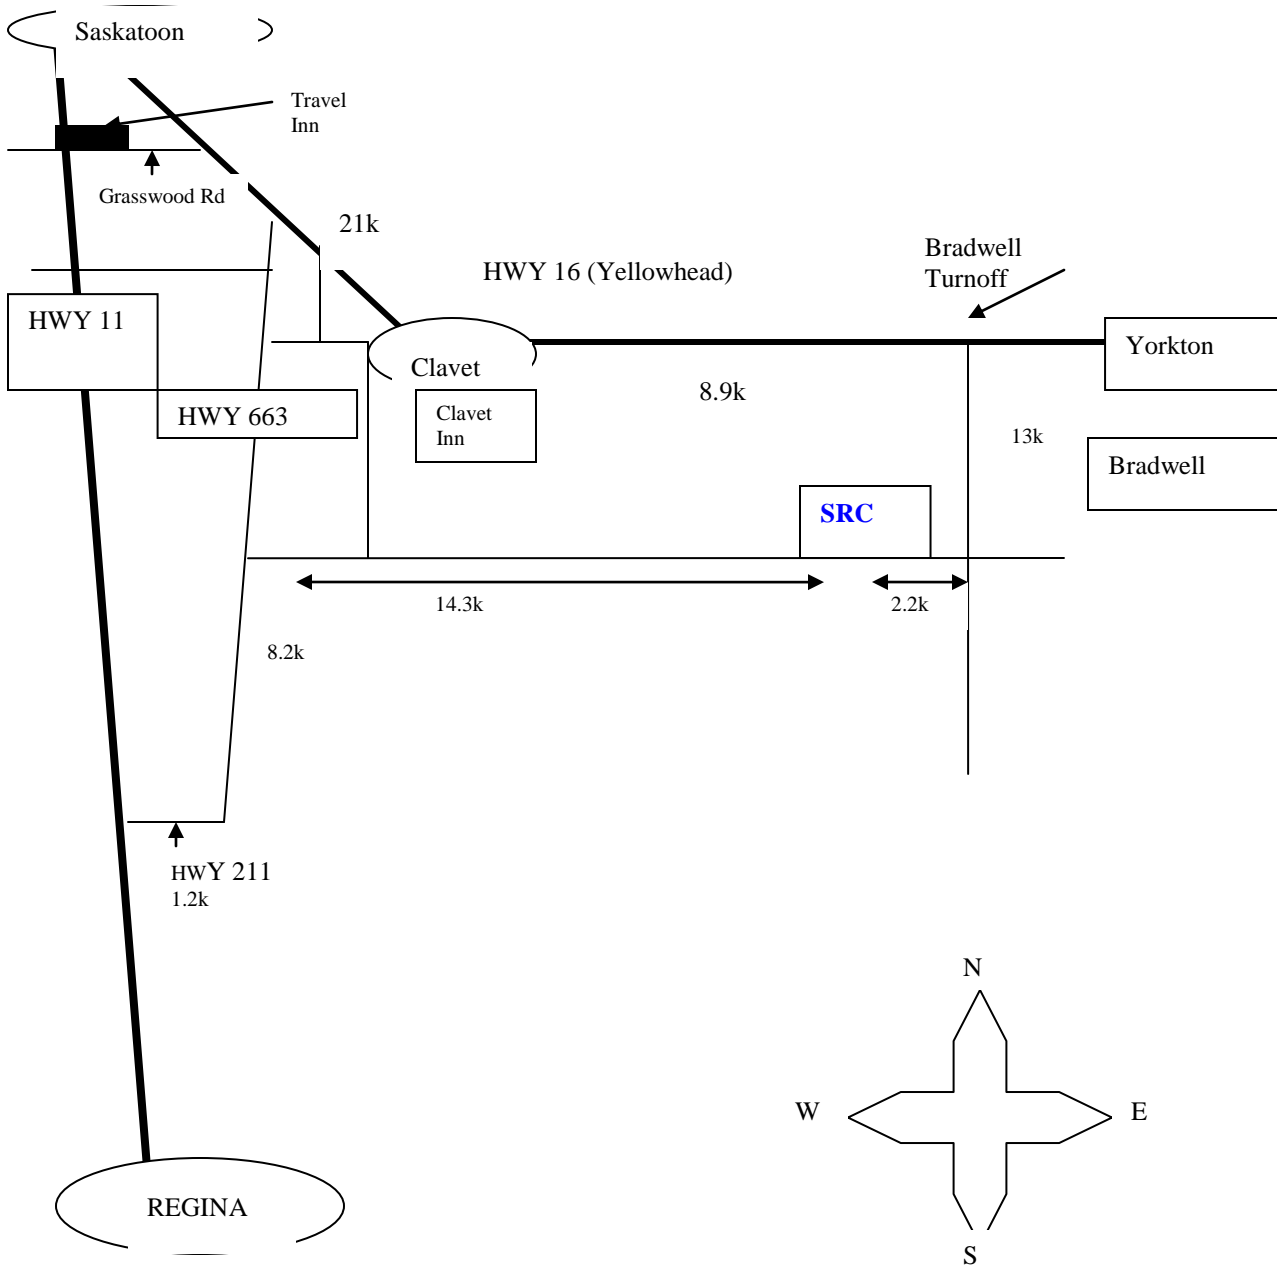 Saskatoon
Travel
Inn
Grasswood Rd
21k
Bradwell
Turnoff
HWY 16 (Yellowhead)
HWY 11
Yorkton
Clavet
8.9k
HWY 663
Clavet
Inn
13k
Bradwell
SRC
14.3k
2.2k
8.2k
HWY 211
1.2k
N
W
E
S
REGINA